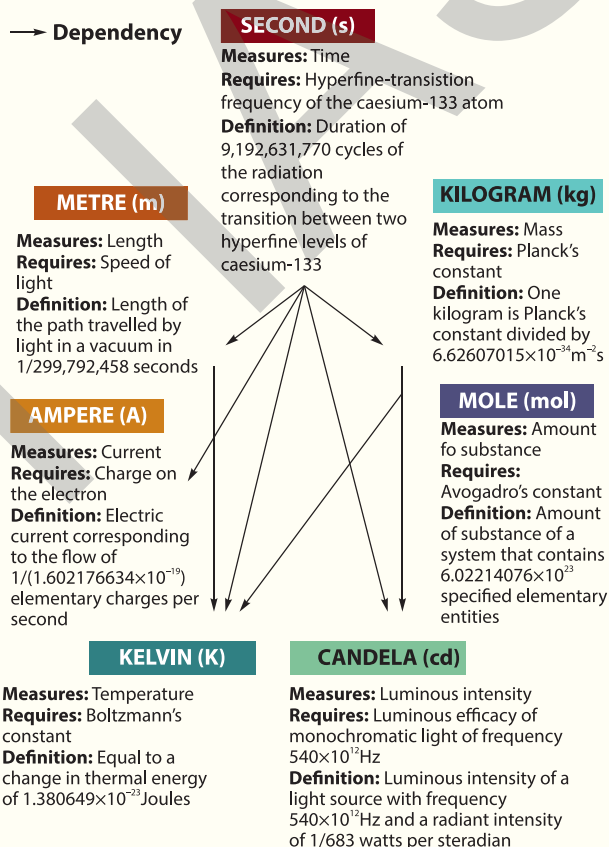 → Dependency
SECOND (s)
Measures: Time
Requires: Hyperfine-transistion
frequency of the caesium-133 atom
Definition: Duration of
9,192,631,770 cycles of
the radiation
corresponding to the
transition between two
hyperfine levels of
caesium-133
METRE (m)
Measures: Length
Requires: Speed of
light
Definition: Length of
the path travelled by
light in a vacuum in
1/299,792,458 seconds
KILOGRAM (kg)
Measures: Mass
Requires: Planck's
constant
Definition: One
kilogram is Planck's
constant divided by
6.62607015×10⁻³⁴m⁻²s
AMPERE (A)
Measures: Current
Requires: Charge on
the electron
Definition: Electric
current corresponding
to the flow of
1/(1.602176634×10⁻¹⁹)
elementary charges per
second
MOLE (mol)
Measures: Amount
fo substance
Requires:
Avogadro's constant
Definition: Amount
of substance of a
system that contains
6.02214076×10²³
specified elementary
entities
KELVIN (K)
Measures: Temperature
Requires: Boltzmann's
constant
Definition: Equal to a
change in thermal energy
of 1.380649×10⁻²³Joules
CANDELA (cd)
Measures: Luminous intensity
Requires: Luminous efficacy of
monochromatic light of frequency
540×10¹²Hz
Definition: Luminous intensity of a
light source with frequency
540×10¹²Hz and a radiant intensity
of 1/683 watts per steradian